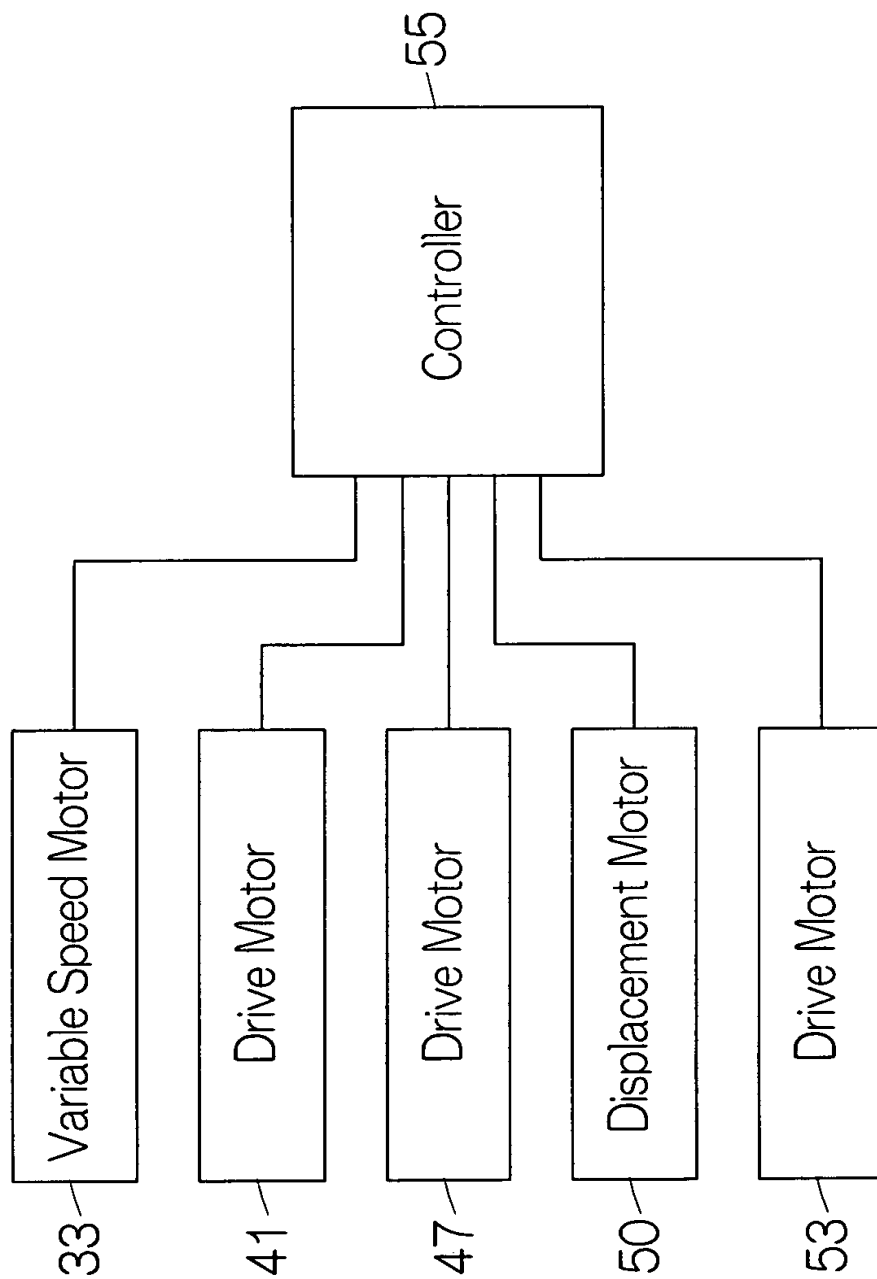 33
Variable Speed Motor
41
Drive Motor
47
Drive Motor
50
Displacement Motor
53
Drive Motor
Controller
55